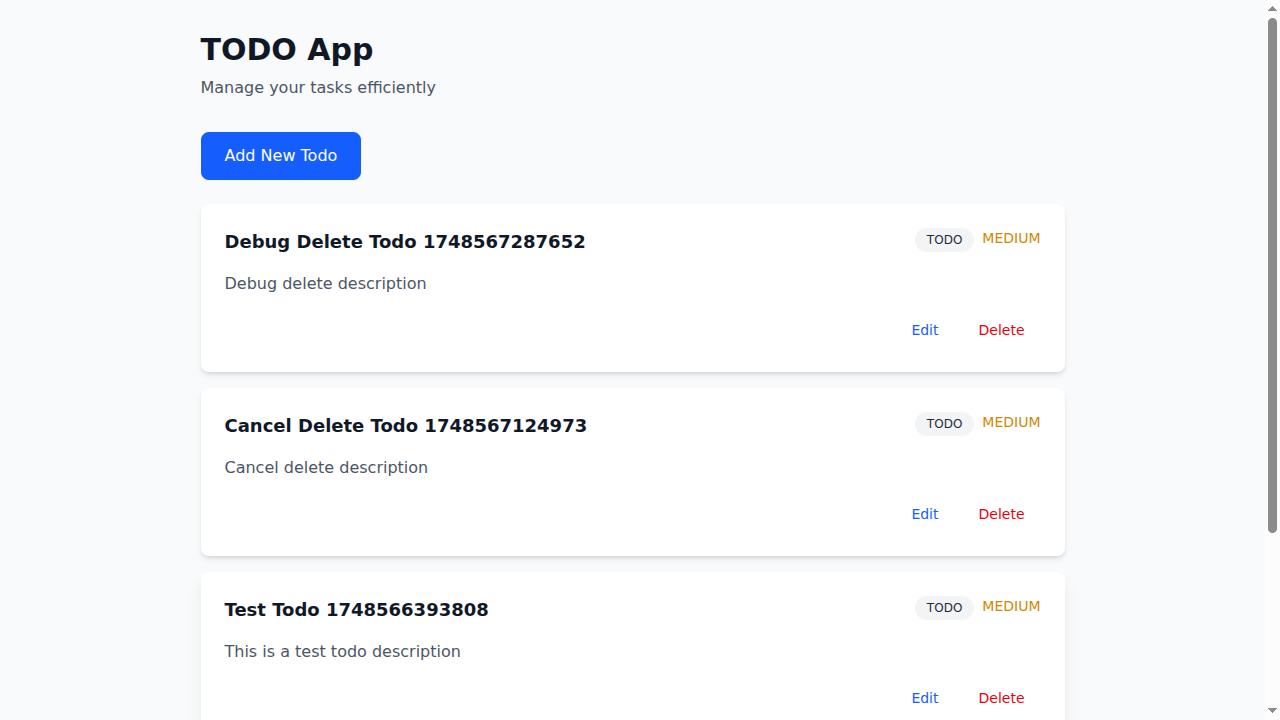 TODO App
Manage your tasks efficiently
Add New Todo
Debug Delete Todo 1748567287652
TODO MEDIUM
Debug delete description
Edit Delete
Cancel Delete Todo 1748567124973
TODO MEDIUM
Cancel delete description
Edit Delete
Test Todo 1748566393808
TODO MEDIUM
This is a test todo description
Edit Delete